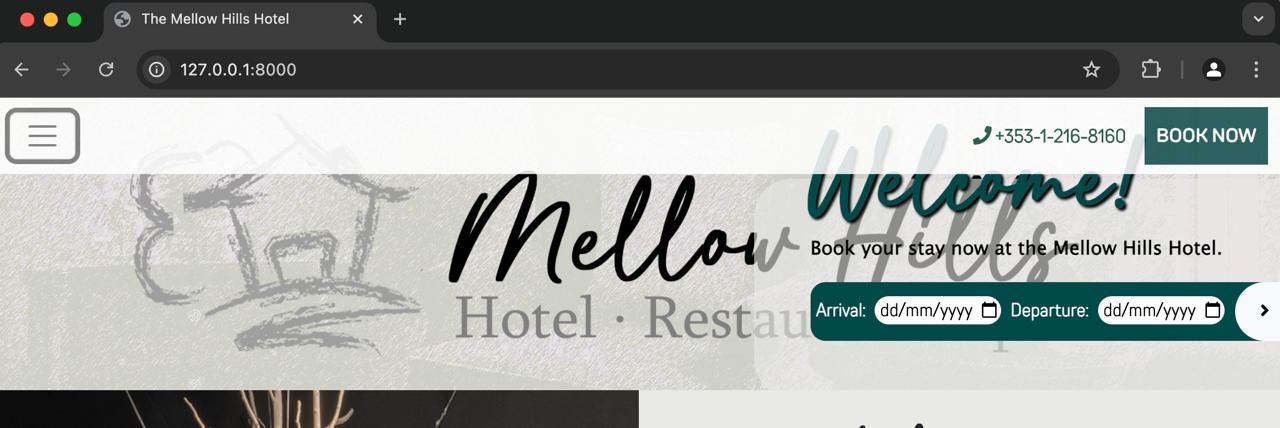 The Mellow Hills Hotel
127.0.0.1:8000
+353-1-216-8160
BOOK NOW
Welcome!
Mellow Hills
Book your stay now at the Mellow Hills Hotel.
Hotel · Restau
Arrival: dd/mm/yyyy Departure: dd/mm/yyyy